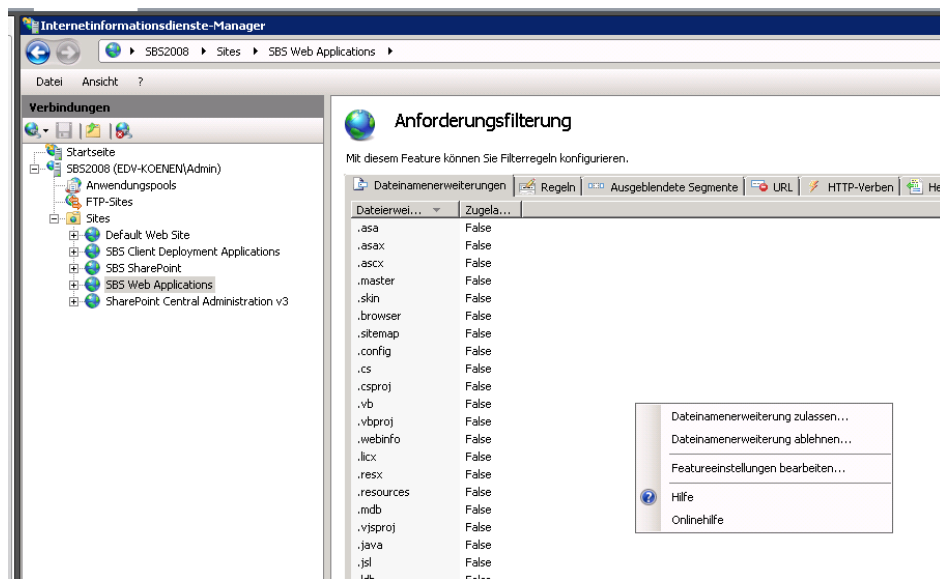 Internetinformationsdienste-Manager
SBS2008 Sites SBS Web Applications
Datei Ansicht ?
Verbindungen
Startseite
SBS2008 (EDV-KOENEN\Admin)
Anwendungspools
FTP-Sites
Sites
Default Web Site
SBS Client Deployment Applications
SBS SharePoint
SBS Web Applications
SharePoint Central Administration v3
Anforderungsfilterung
Mit diesem Feature können Sie Filterregeln konfigurieren.
Dateinamenerweiterungen Regeln Ausgeblendete Segmente URL HTTP-Verben He
Dateierwei... Zugela...
.asa False
.asax False
.ascx False
.master False
.skin False
.browser False
.sitemap False
.config False
.cs False
.csproj False
.vb False
.vbproj False
.webinfo False
.licx False
.resx False
.resources False
.mdb False
.vjsproj False
.java False
.jsl False
.ldb False
Dateinamenerweiterung zulassen...
Dateinamenerweiterung ablehnen...
Featureeinstellungen bearbeiten...
Hilfe
Onlinehilfe